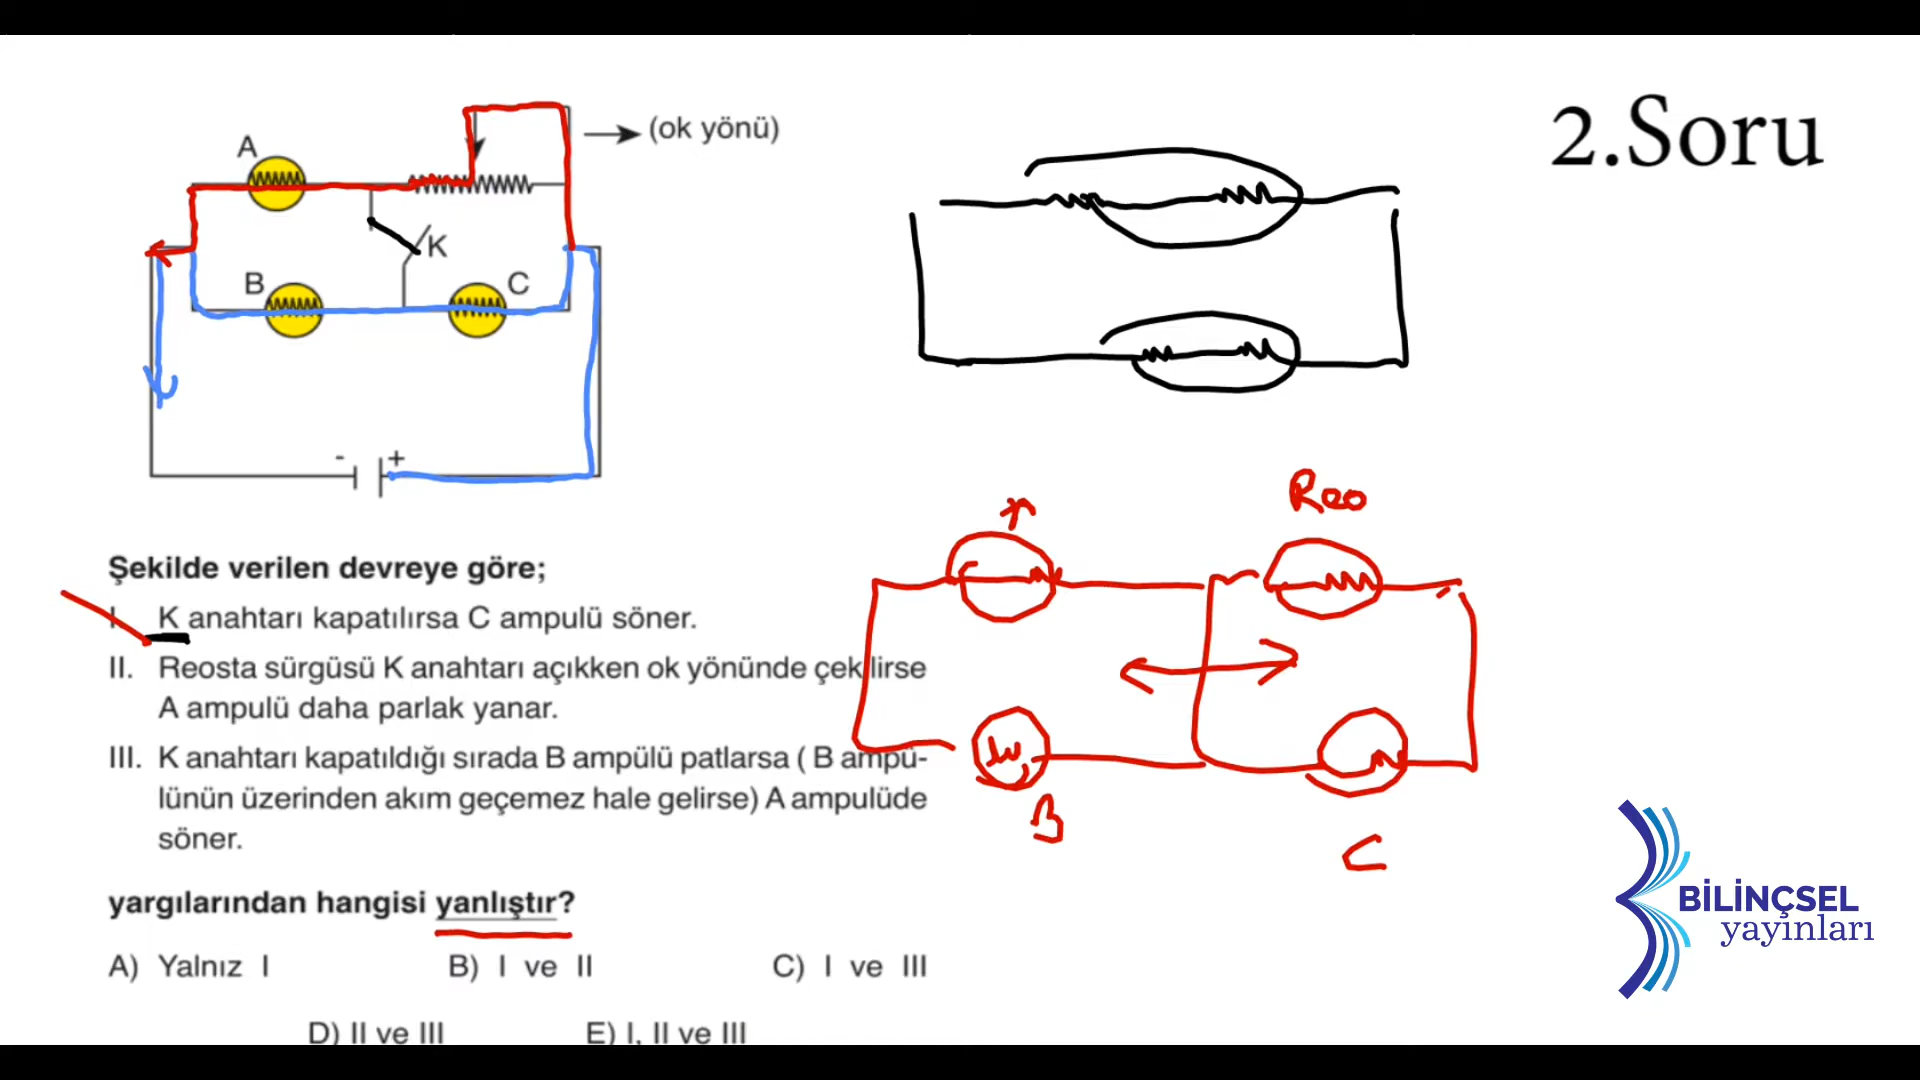 2.Soru
(ok yönü)
A
K
B
C
- +
Reo
B
C
Şekilde verilen devreye göre;
I. K anahtarı kapatılırsa C ampulü söner.
II. Reosta sürgüsü K anahtarı açıkken ok yönünde çekilirse
A ampulü daha parlak yanar.
III. K anahtarı kapatıldığı sırada B ampülü patlarsa ( B ampu-
lünün üzerinden akım geçemez hale gelirse) A ampulüde
söner.
yargılarından hangisi yanlıştır?
A) Yalnız I B) I ve II C) I ve III
D) II ve III E) I, II ve III
BİLİNÇSEL
yayınları